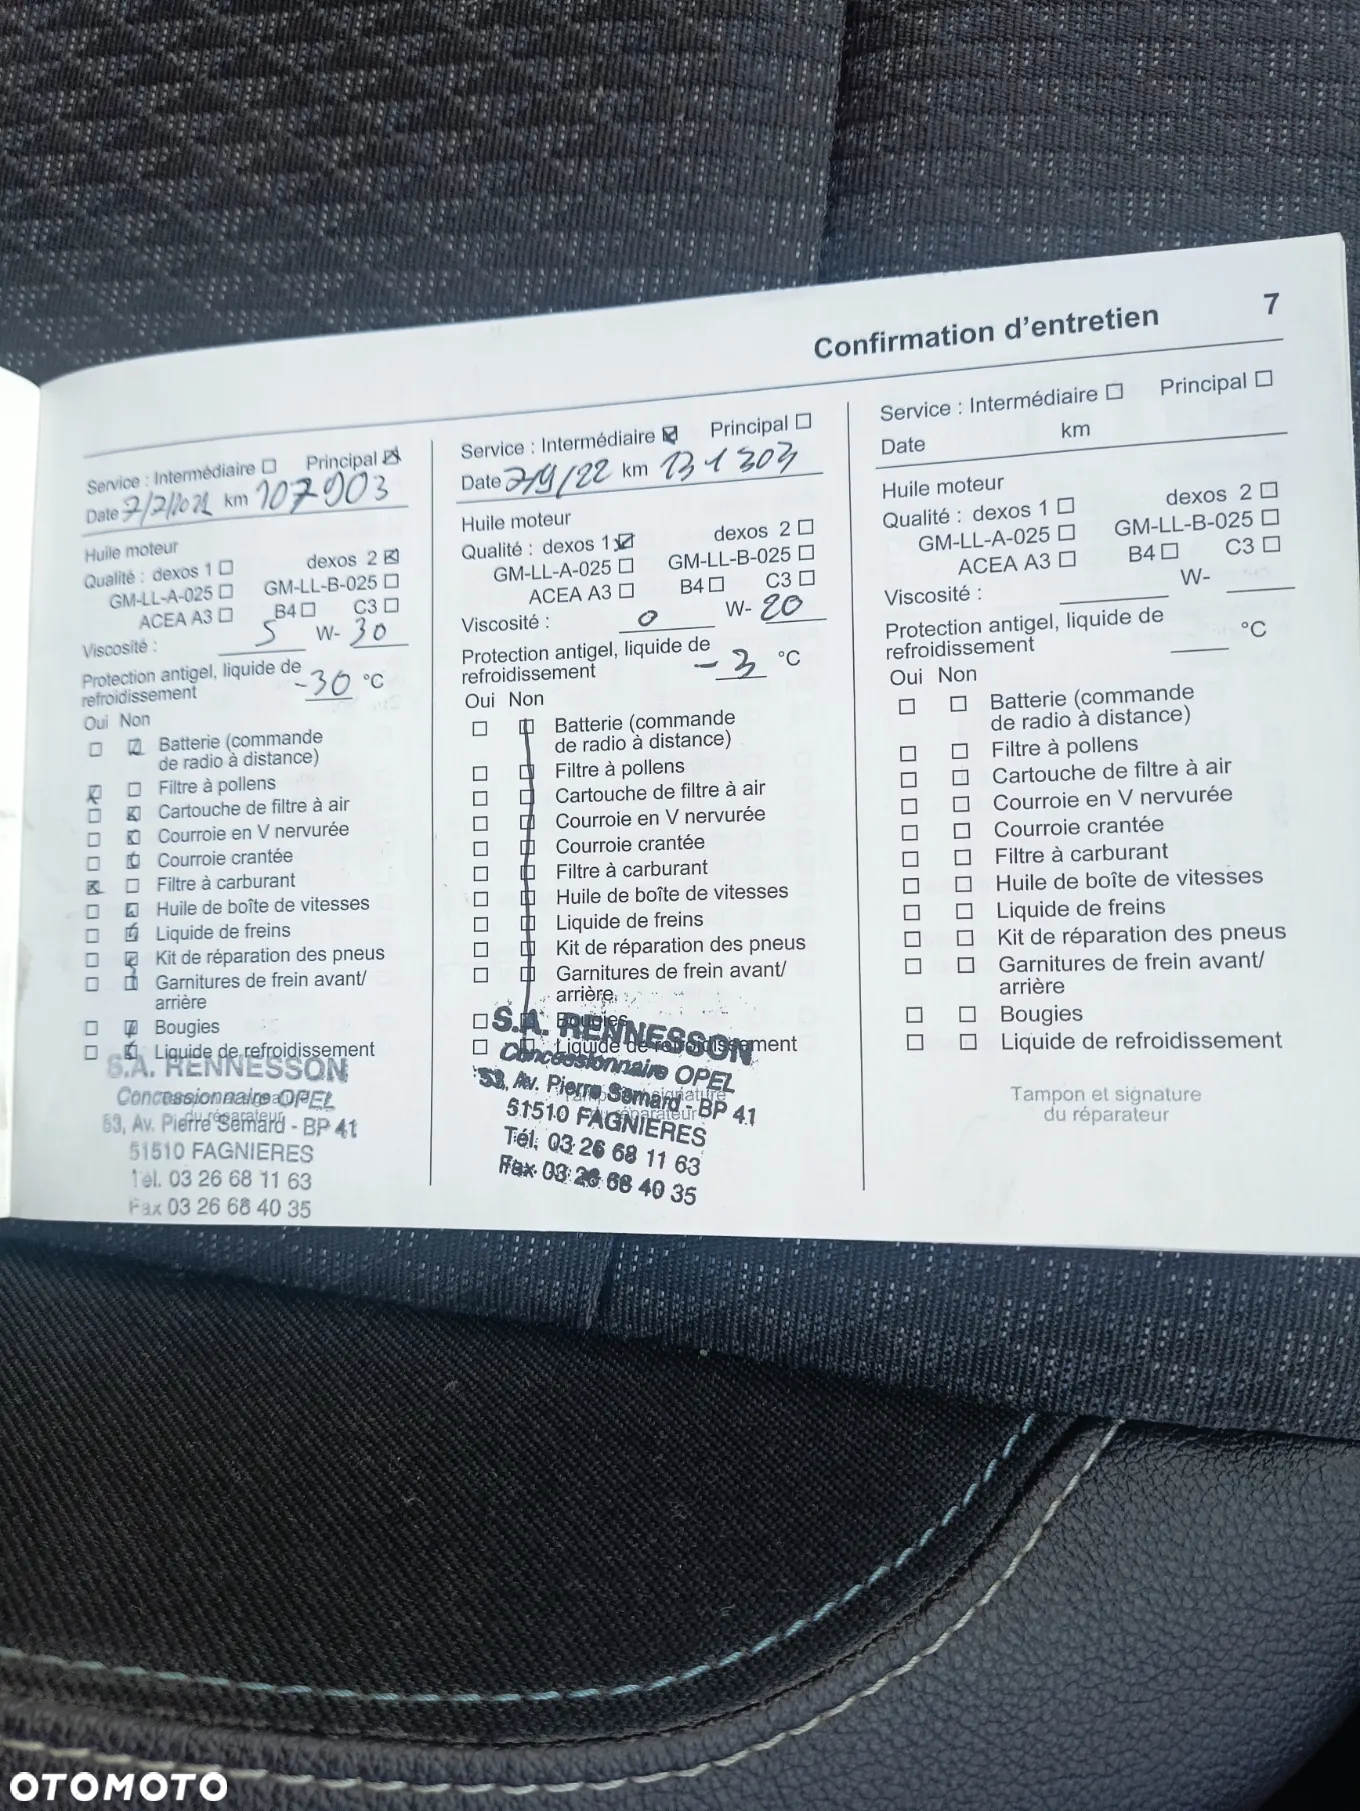 7
Confirmation d'entretien
Service : Intermédiaire ☐ Principal ☒
Date 7/7/2021 km 107903
Huile moteur
Qualité : dexos 1 ☐ dexos 2 ☒
GM-LL-A-025 ☐ GM-LL-B-025 ☐
ACEA A3 ☐ B4 ☐ C3 ☐
Viscosité : 5 W- 30
Protection antigel, liquide de
refroidissement -30 °C
Oui Non
☐ ☒ Batterie (commande
de radio à distance)
☒ ☐ Filtre à pollens
☐ ☒ Cartouche de filtre à air
☐ ☒ Courroie en V nervurée
☐ ☒ Courroie crantée
☒ ☐ Filtre à carburant
☐ ☒ Huile de boîte de vitesses
☐ ☒ Liquide de freins
☐ ☒ Kit de réparation des pneus
☐ ☒ Garnitures de frein avant/
arrière
☐ ☒ Bougies
☐ ☒ Liquide de refroidissement
S.A. RENNESSON
Concessionnaire OPEL
du réparateur
53, Av. Pierre Semard - BP 41
51510 FAGNIERES
Tél. 03 26 68 11 63
Fax 03 26 68 40 35
Service : Intermédiaire ☒ Principal ☐
Date 7/9/22 km 131303
Huile moteur
Qualité : dexos 1 ☒ dexos 2 ☐
GM-LL-A-025 ☐ GM-LL-B-025 ☐
ACEA A3 ☐ B4 ☐ C3 ☐
Viscosité : 0 W- 20
Protection antigel, liquide de
refroidissement -3 °C
Oui Non
☐ ☐ Batterie (commande
de radio à distance)
☐ ☐ Filtre à pollens
☐ ☐ Cartouche de filtre à air
☐ ☐ Courroie en V nervurée
☐ ☐ Courroie crantée
☐ ☐ Filtre à carburant
☐ ☐ Huile de boîte de vitesses
☐ ☐ Liquide de freins
☐ ☐ Kit de réparation des pneus
☐ ☐ Garnitures de frein avant/
arrière
☐ ☐ Bougies
☐ ☐ Liquide de refroidissement
S.A. RENNESSON
Concessionnaire OPEL
Tampon et signature
du réparateur
53, Av. Pierre Semard - BP 41
51510 FAGNIERES
Tél. 03 26 68 11 63
Fax 03 26 68 40 35
Service : Intermédiaire ☐ Principal ☐
Date km
Huile moteur
Qualité : dexos 1 ☐ dexos 2 ☐
GM-LL-A-025 ☐ GM-LL-B-025 ☐
ACEA A3 ☐ B4 ☐ C3 ☐
Viscosité : W-
Protection antigel, liquide de
refroidissement °C
Oui Non
☐ ☐ Batterie (commande
de radio à distance)
☐ ☐ Filtre à pollens
☐ ☐ Cartouche de filtre à air
☐ ☐ Courroie en V nervurée
☐ ☐ Courroie crantée
☐ ☐ Filtre à carburant
☐ ☐ Huile de boîte de vitesses
☐ ☐ Liquide de freins
☐ ☐ Kit de réparation des pneus
☐ ☐ Garnitures de frein avant/
arrière
☐ ☐ Bougies
☐ ☐ Liquide de refroidissement
Tampon et signature
du réparateur
OTOMOTO